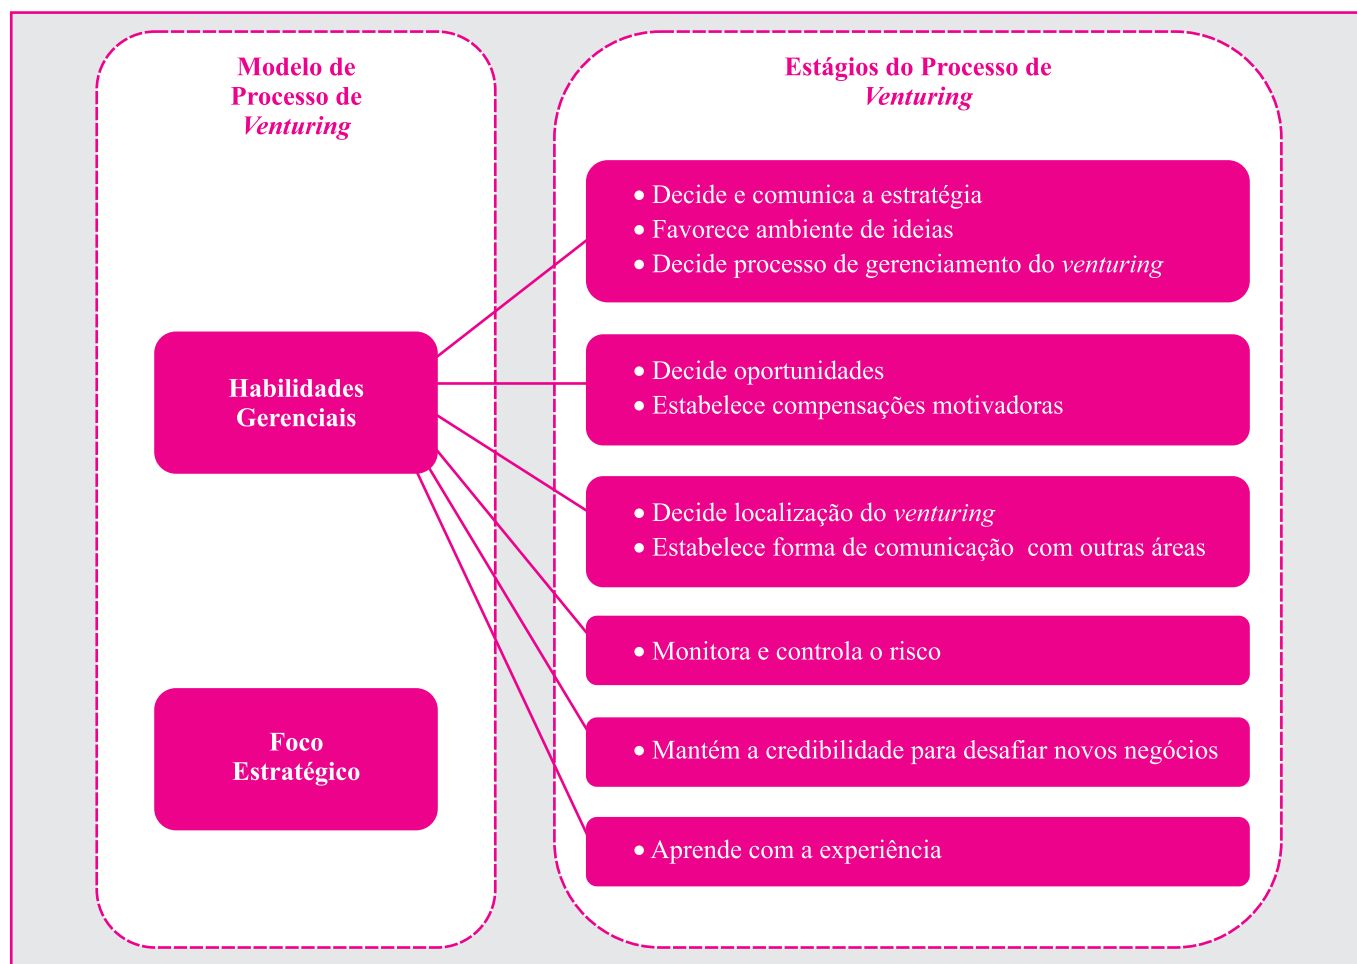 Modelo de
Processo de
Venturing
Habilidades
Gerenciais
Foco
Estratégico
Estágios do Processo de
Venturing
• Decide e comunica a estratégia
• Favorece ambiente de ideias
• Decide processo de gerenciamento do venturing
• Decide oportunidades
• Estabelece compensações motivadoras
• Decide localização do venturing
• Estabelece forma de comunicação com outras áreas
• Monitora e controla o risco
• Mantém a credibilidade para desafiar novos negócios
• Aprende com a experiência